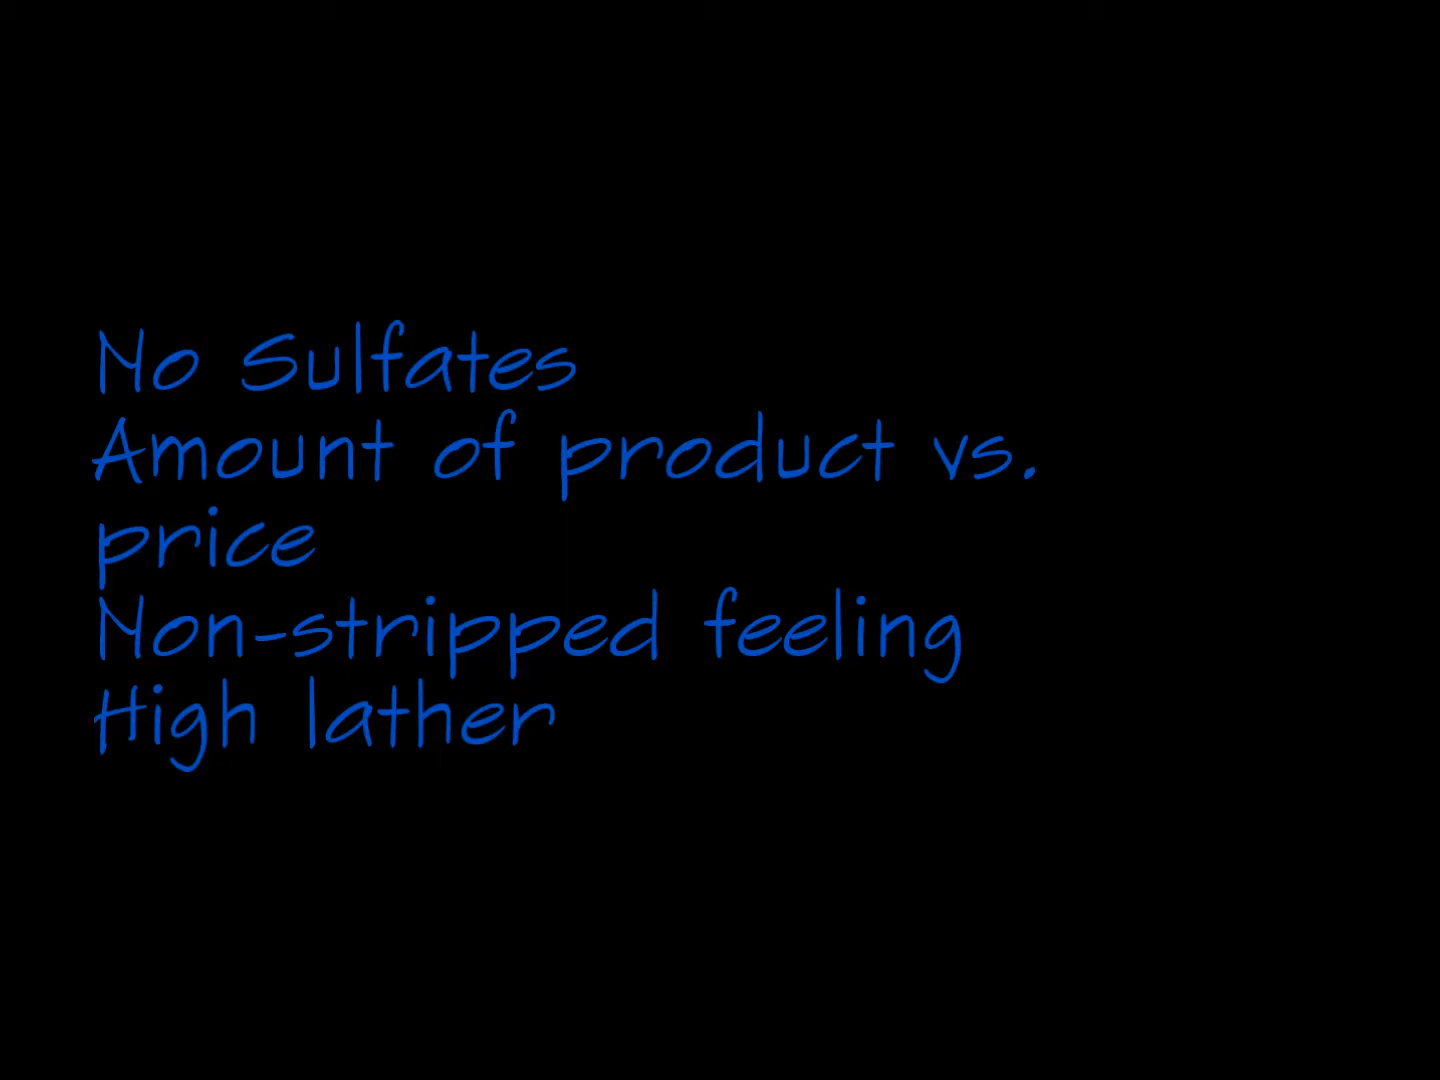 No Sulfates
Amount of product vs.
price
Non-stripped feeling
High lather